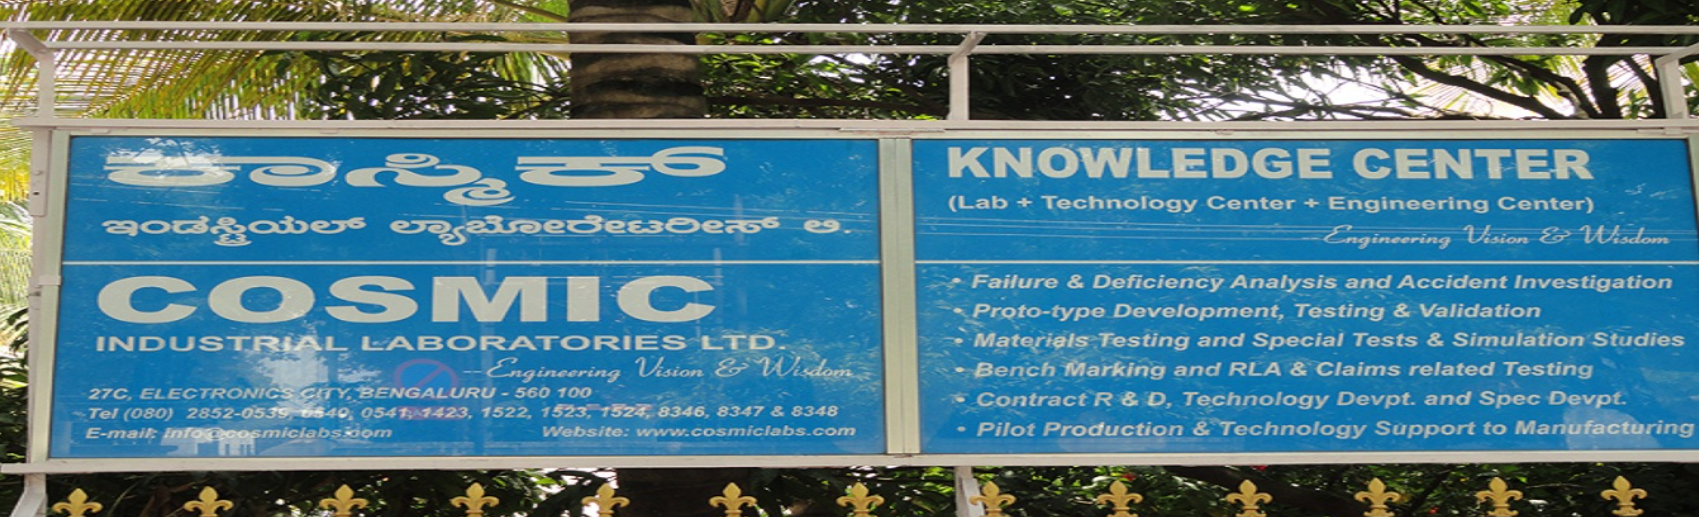 ಕಾಸ್ಮಿಕ್
ಇಂಡಸ್ಟ್ರಿಯಲ್ ಲ್ಯಾಬೋರೇಟರೀಸ್ ಲಿ.
COSMIC
INDUSTRIAL LABORATORIES LTD.
--Engineering Vision & Wisdom
27C, ELECTRONICS CITY, BENGALURU - 560 100
Tel (080) 2852-0539, 0540, 0541, 1423, 1522, 1523, 1524, 8346, 8347 & 8348
E-mail: info@cosmiclabs.com Website: www.cosmiclabs.com
KNOWLEDGE CENTER
(Lab + Technology Center + Engineering Center)
--Engineering Vision & Wisdom
• Failure & Deficiency Analysis and Accident Investigation
• Proto-type Development, Testing & Validation
• Materials Testing and Special Tests & Simulation Studies
• Bench Marking and RLA & Claims related Testing
• Contract R & D, Technology Devpt. and Spec Devpt.
• Pilot Production & Technology Support to Manufacturing